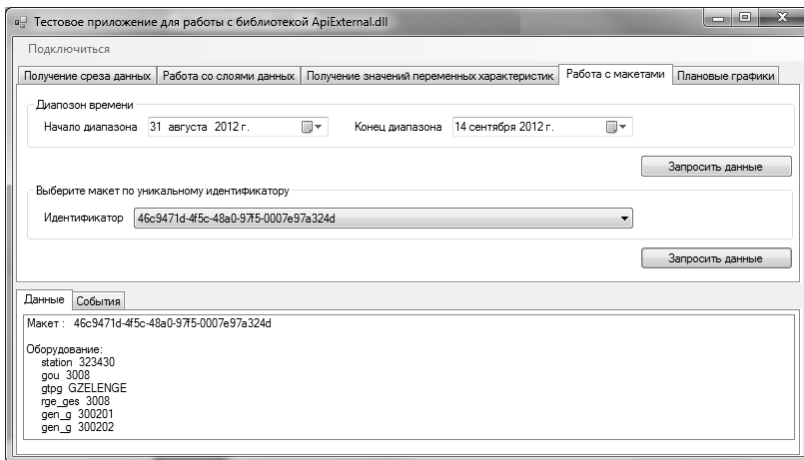 Тестовое приложение для работы с библиотекой ApiExternal.dll
Подключиться
Получение среза данных Работа со слоями данных Получение значений переменных характеристик Работа с макетами Плановые графики
Диапозон времени
Начало диапазона 31 августа 2012 г. Конец диапазона 14 сентября 2012 г.
Запросить данные
Выберите макет по уникальному идентификатору
Идентификатор 46c9471d-4f5c-48a0-97f5-0007e97a324d
Запросить данные
Данные События
Макет : 46c9471d-4f5c-48a0-97f5-0007e97a324d
Оборудование:
station 323430
gou 3008
gtpg GZELENGE
rge_ges 3008
gen_g 300201
gen_g 300202